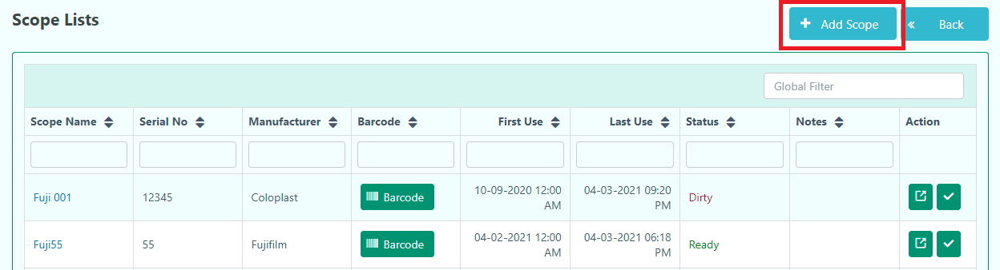 Scope Lists
Add Scope
Back
Global Filter
Scope Name Serial No Manufacturer Barcode First Use Last Use Status Notes Action
Fuji 001 12345 Coloplast Barcode 10-09-2020 12:00 04-03-2021 09:20 Dirty
AM PM
Fuji55 55 Fujifilm Barcode 04-02-2021 12:00 04-03-2021 06:18 Ready
AM PM